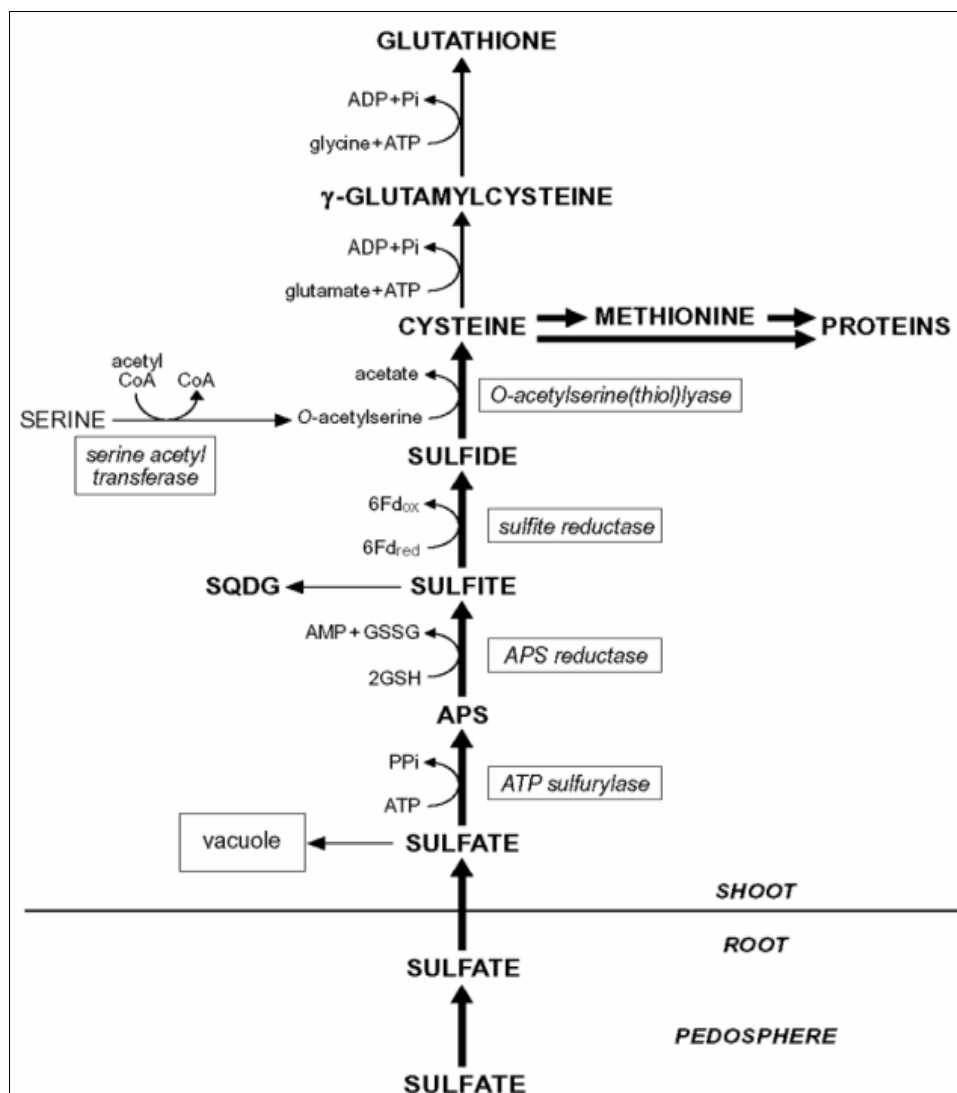 GLUTATHIONE
ADP+Pi
glycine+ATP
γ-GLUTAMYLCYSTEINE
ADP+Pi
glutamate+ATP
CYSTEINE
METHIONINE
PROTEINS
acetyl
CoA
CoA
acetate
O-acetylserine(thiol)lyase
SERINE
O-acetylserine
serine acetyl
transferase
SULFIDE
6Fdox
sulfite reductase
6Fdred
SQDG
SULFITE
AMP + GSSG
APS reductase
2GSH
APS
PPi
ATP sulfurylase
ATP
vacuole
SULFATE
SHOOT
ROOT
SULFATE
PEDOSPHERE
SULFATE